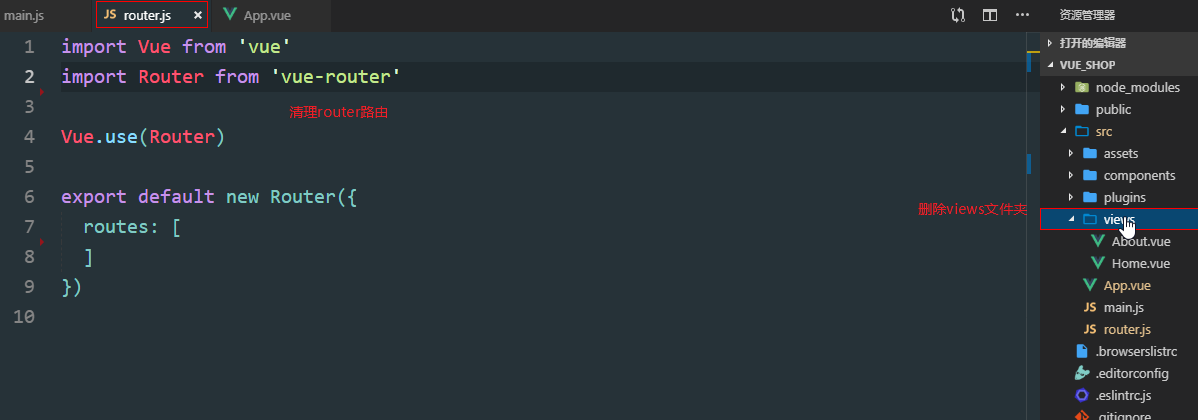 main.js
JS router.js ×
App.vue
资源管理器
1 import Vue from 'vue'
2 import Router from 'vue-router'
3
4 Vue.use(Router)
5
6 export default new Router({
7 routes: [
8 ]
9 })
10
清理router路由
删除views文件夹
打开的编辑器
VUE_SHOP
node_modules
public
src
assets
components
plugins
views
About.vue
Home.vue
App.vue
JS main.js
JS router.js
.browserslistrc
.editorconfig
.eslintrc.js
.gitignore